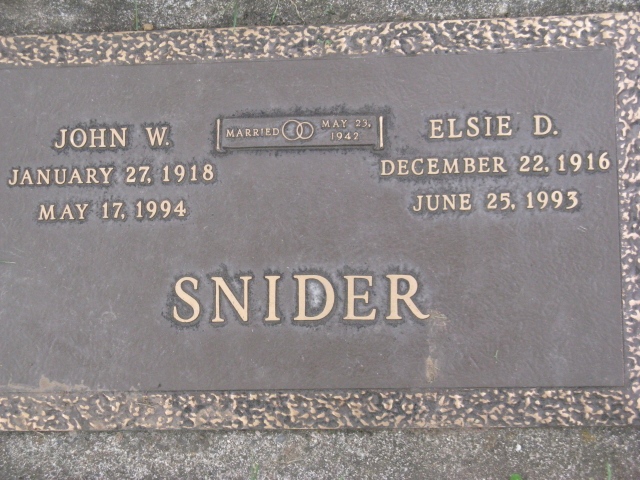 JOHN W.
JANUARY 27, 1918
MAY 17, 1994
MARRIED MAY 23,
1942
ELSIE D.
DECEMBER 22, 1916
JUNE 25, 1993
SNIDER